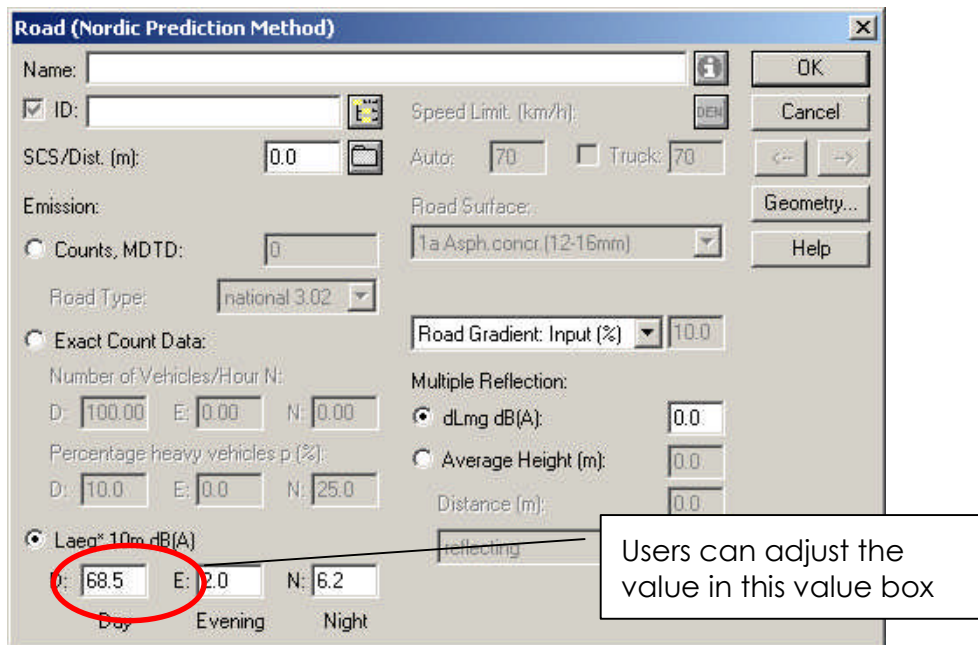 Road (Nordic Prediction Method)
Name:
OK
ID:
Speed Limit. (km/h):
DEN
Cancel
SCS/Dist. (m):
0.0
Auto:
70
Truck:
70
<--
-->
Emission:
Road Surface:
Geometry...
Counts, MDTD:
0
1a Asph.concr.(12-16mm)
Help
Road Type:
national 3.02
Exact Count Data:
Road Gradient: Input (%)
10.0
Number of Vehicles/Hour N:
Multiple Reflection:
D: 100.00 E: 0.00 N: 0.00
dLmg dB(A):
0.0
Percentage heavy vehicles p (%):
Average Height (m):
0.0
D: 10.0 E: 0.0 N: 25.0
Distance (m):
0.0
Laeq* 10m dB(A)
reflecting
D: 68.5 E: 2.0 N: 6.2
Day Evening Night
Users can adjust the
value in this value box